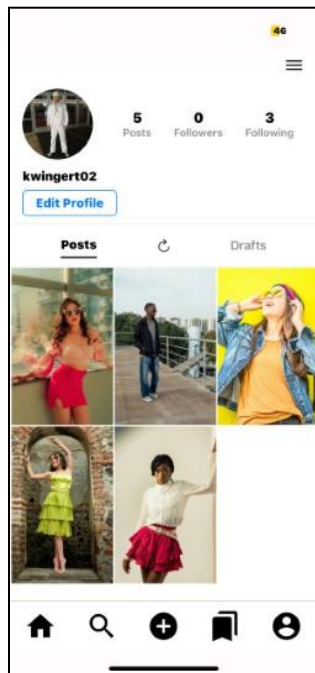 46
5 0 3
Posts Followers Following
kwingert02
Edit Profile
Posts Drafts